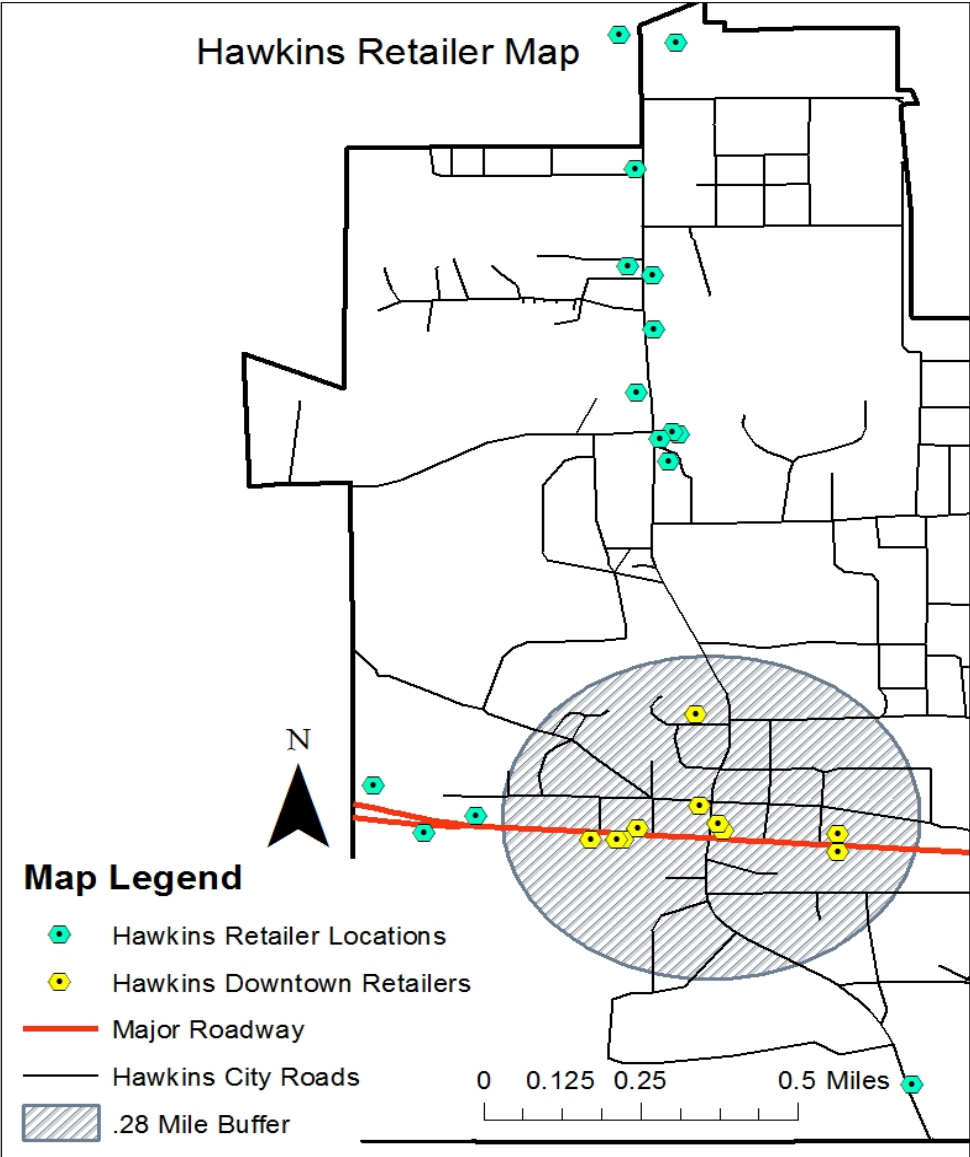 Hawkins Retailer Map
N
Map Legend
Hawkins Retailer Locations
Hawkins Downtown Retailers
Major Roadway
Hawkins City Roads
.28 Mile Buffer
0 0.125 0.25 0.5 Miles